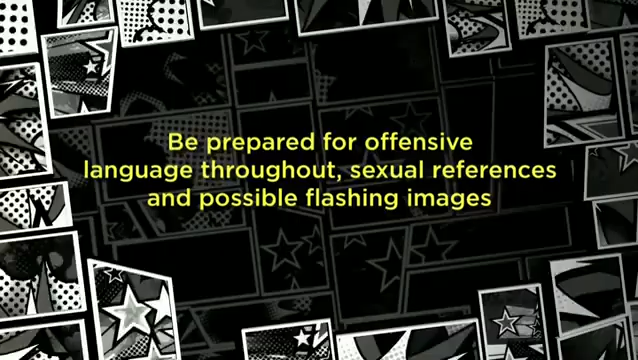 Be prepared for offensive
language throughout, sexual references
and possible flashing images